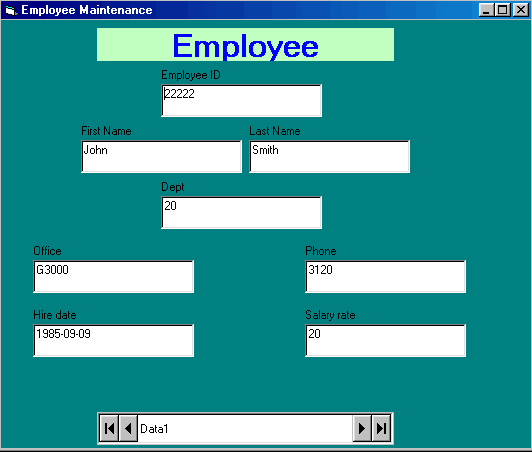 Employee Maintenance
Employee
Employee ID
22222
First Name Last Name
John Smith
Dept
20
Office Phone
G3000 3120
Hire date Salary rate
1985-09-09 20
Data1